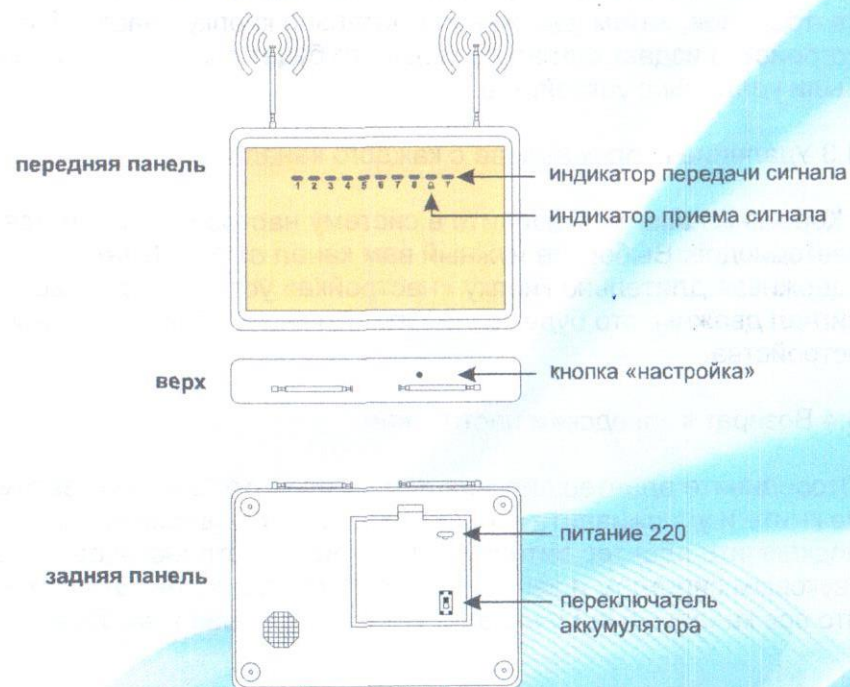 передняя панель
1 2 3 4 5 6 7 8
индикатор передачи сигнала
индикатор приема сигнала
верх
кнопка «настройка»
задняя панель
питание 220
переключатель
аккумулятора